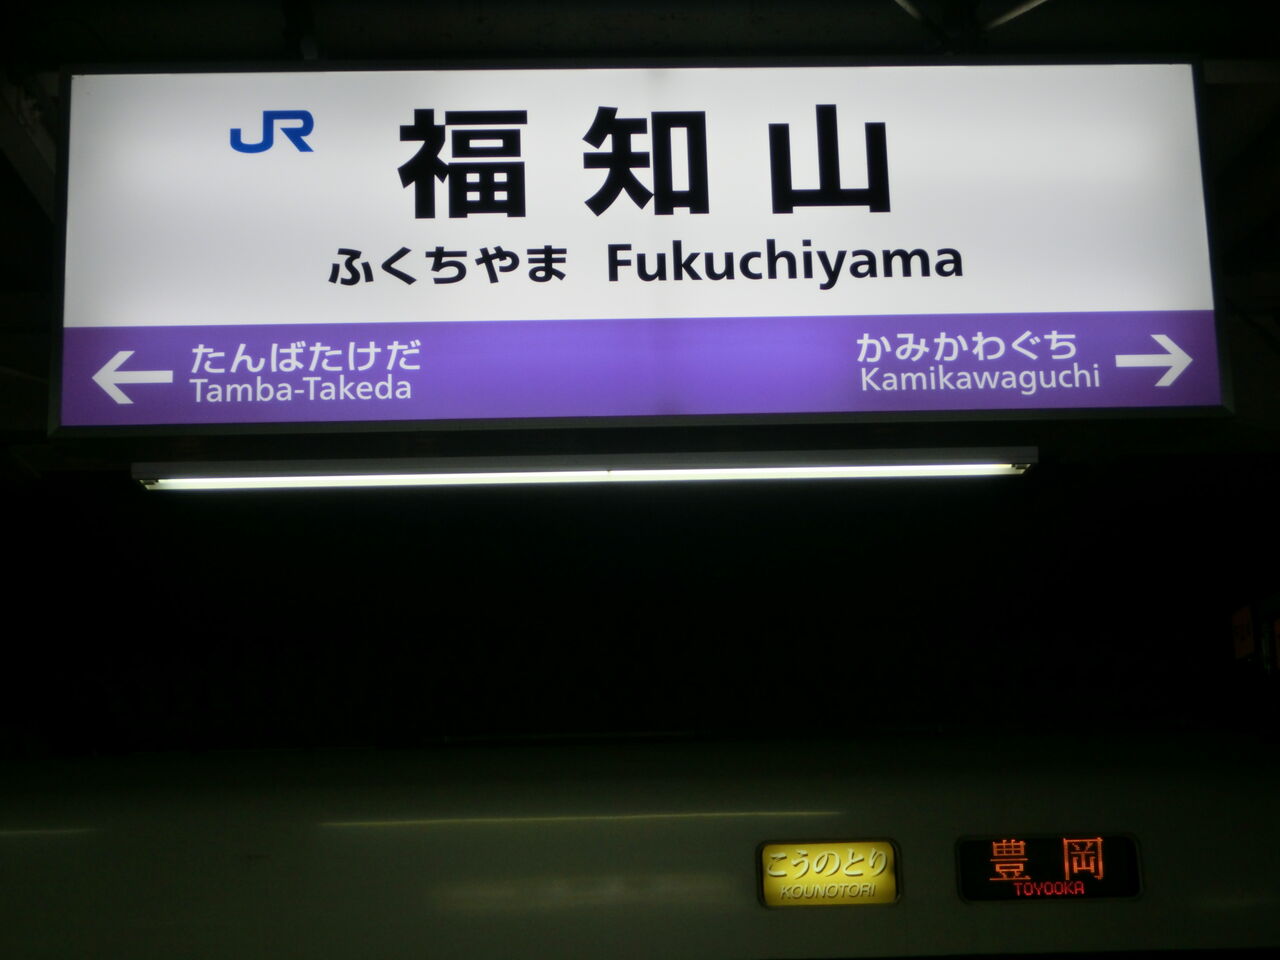 JR 福知山
ふくちやま Fukuchiyama
たんばたけだ
Tamba-Takeda
かみかわぐち
Kamikawaguchi
こうのとり
KOUNOTORI
豊岡
TOYOOKA